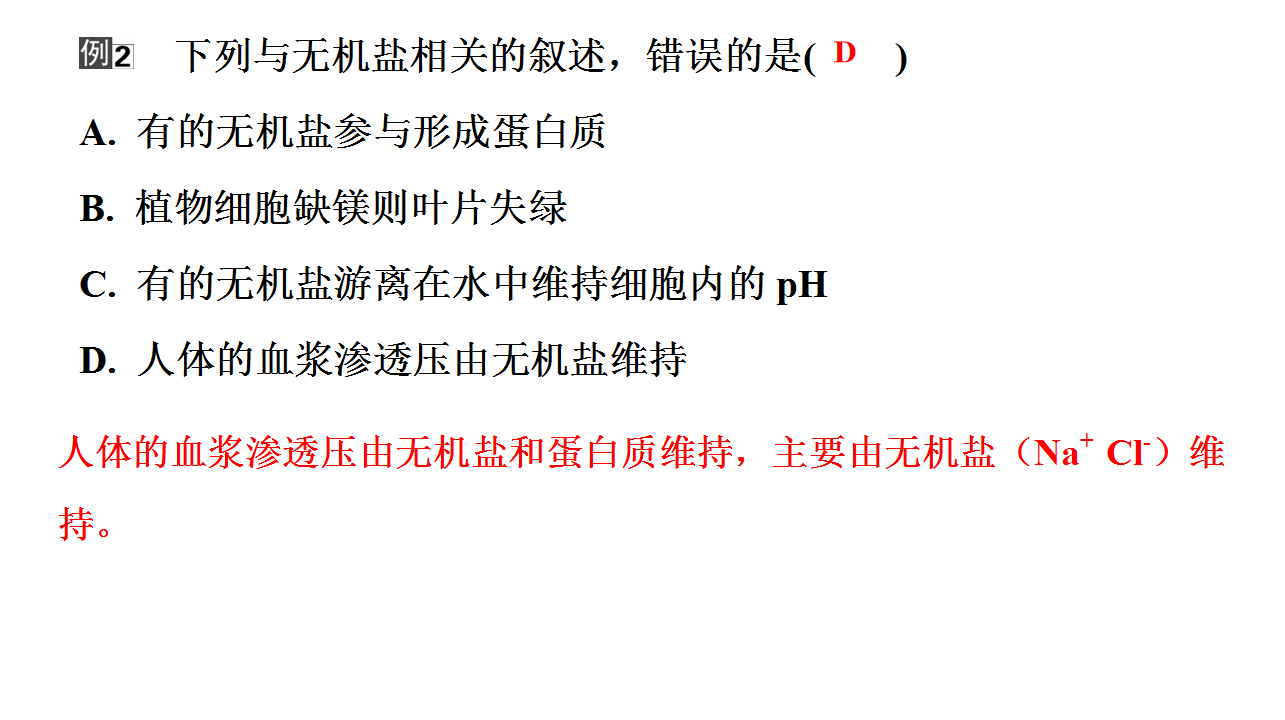 例2 下列与无机盐相关的叙述，错误的是( D )
A. 有的无机盐参与形成蛋白质
B. 植物细胞缺镁则叶片失绿
C. 有的无机盐游离在水中维持细胞内的 pH
D. 人体的血浆渗透压由无机盐维持
人体的血浆渗透压由无机盐和蛋白质维持，主要由无机盐（Na⁺ Cl⁻）维
持。